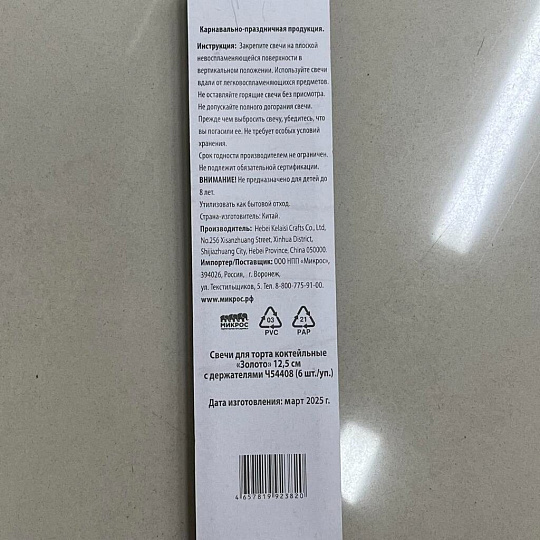 Карнавально-праздничная продукция.
Инструкция: Закрепите свечи на плоской
невоспламеняющейся поверхности в
вертикальном положении. Используйте свечи
вдали от легковоспламеняющихся предметов.
Не оставляйте горящие свечи без присмотра.
Не допускайте полного догорания свечи.
Прежде чем выбросить свечу, убедитесь, что
вы погасили ее. Не требует особых условий
хранения.
Срок годности производителем не ограничен.
Не подлежит обязательной сертификации.
ВНИМАНИЕ! Не предназначено для детей до
8 лет.
Утилизовать как бытовой отход.
Страна-изготовитель: Китай.
Производитель: Hebei Kelaisi Crafts Co., Ltd,
No.256 Xisanzhuang Street, Xinhua District,
Shijiazhuang City, Hebei Province, China 050000.
Импортер/Поставщик: ООО НПП «Микрос»,
394026, Россия, г. Воронеж,
ул. Текстильщиков, 5. Тел. 8-800-775-91-00.
www.микрос.рф
МИКРОС
03
PVC
21
PAP
Свечи для торта коктейльные
«Золото» 12,5 см
с держателями Ч54408 (6 шт./уп.)
Дата изготовления: март 2025 г.
4 657819 923820